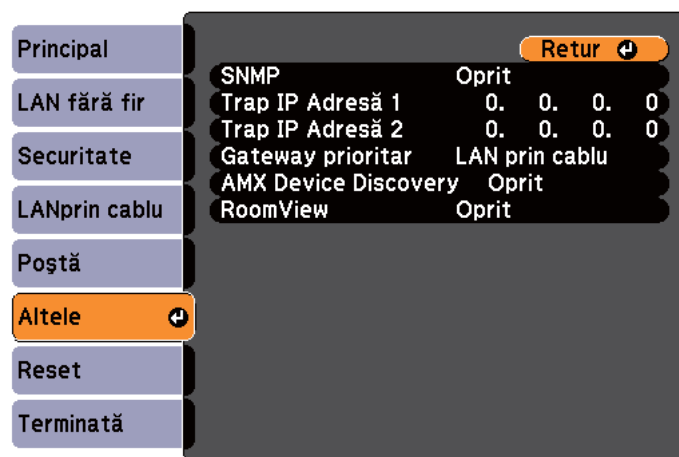 Principal
LAN fără fir
Securitate
LANprin cablu
Poştă
Altele
Reset
Terminată
Retur
SNMP Oprit
Trap IP Adresă 1 0. 0. 0. 0
Trap IP Adresă 2 0. 0. 0. 0
Gateway prioritar LAN prin cablu
AMX Device Discovery Oprit
RoomView Oprit